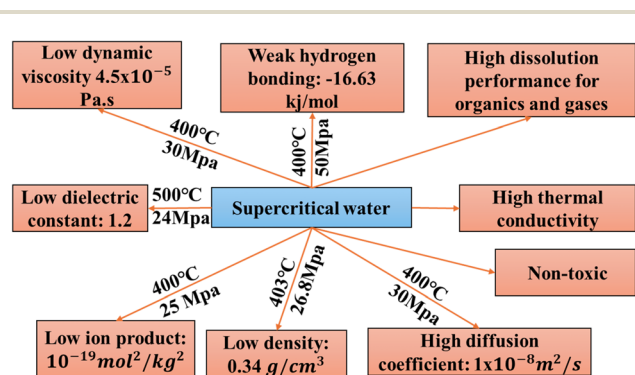 Low dynamic
viscosity 4.5x10⁻⁵
Pa.s
Weak hydrogen
bonding: -16.63
kj/mol
High dissolution
performance for
organics and gases
400℃
30Mpa
400℃
50Mpa
Low dielectric
constant: 1.2
500℃
24Mpa
Supercritical water
High thermal
conductivity
Non-toxic
400℃
25 Mpa
403℃
26.8Mpa
400℃
30Mpa
Low ion product:
10⁻¹⁹mol²/kg²
Low density:
0.34 g/cm³
High diffusion
coefficient: 1x10⁻⁸m²/s